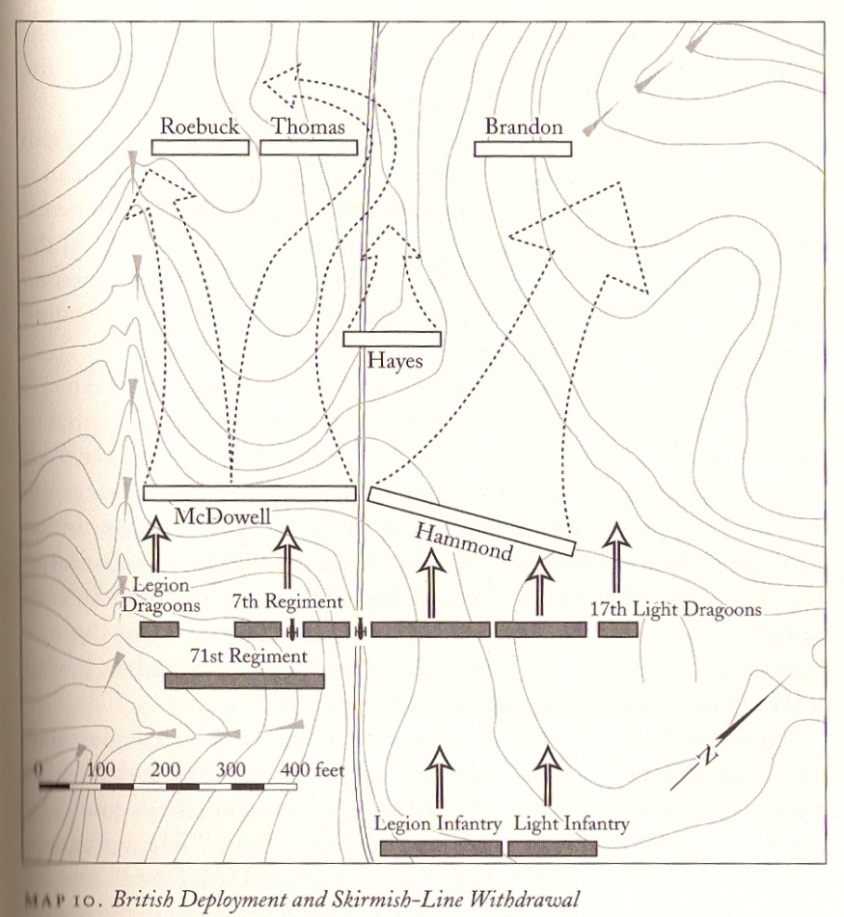 Roebuck Thomas Brandon
Hayes
McDowell
Hammond
Legion
Dragoons
7th Regiment
17th Light Dragoons
71st Regiment
N
0 100 200 300 400 feet
Legion Infantry Light Infantry
MAP 10. British Deployment and Skirmish-Line Withdrawal